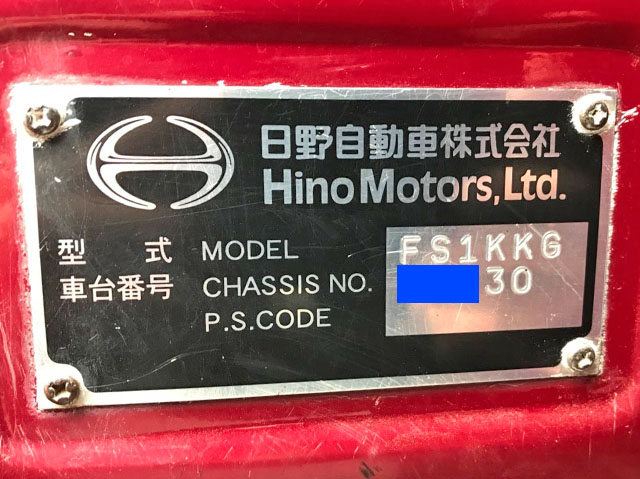 日野自動車株式会社
Hino Motors, Ltd.
型 式 MODEL FS1KKG
車台番号 CHASSIS NO. 30
P.S.CODE